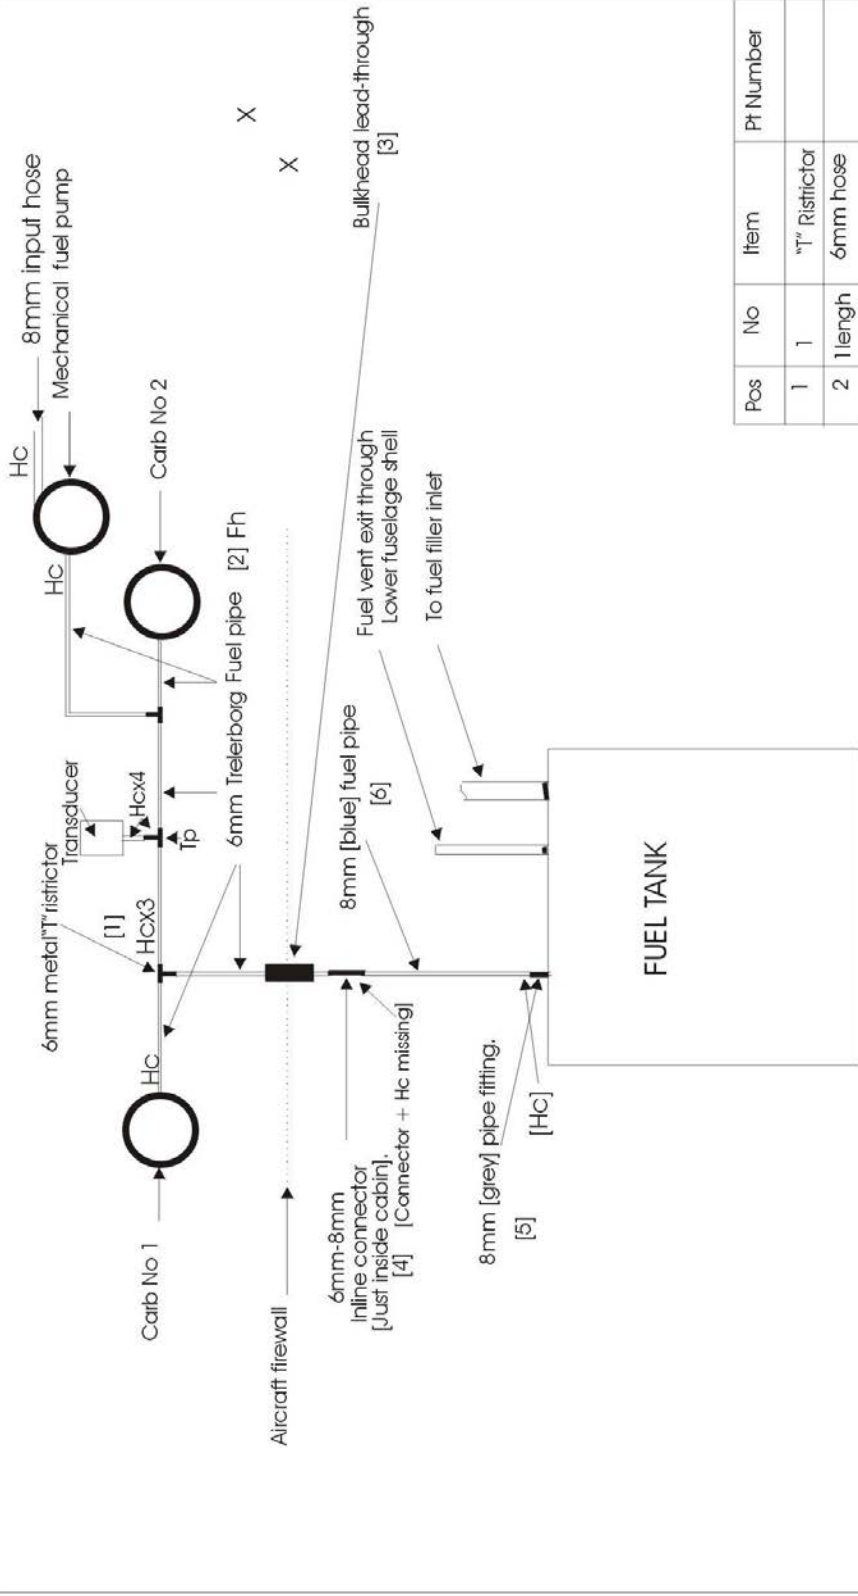 HC
8mm input hose
Mechanical fuel pump
HC
Carb No 2
Transducer
Hcx4
Tp
6mm metal"T"ristrictor
[1]
Hcx3
HC
Carb No 1
6mm Trelerborg Fuel pipe [2] Fh
X
X
Bulkhead lead-through
[3]
Aircraft firewall
6mm-8mm
Inline connector
[Just inside cabin].
[4] [Connector + Hc missing]
8mm [blue] fuel pipe
[6]
Fuel vent exit through
Lower fuselage shell
To fuel filler inlet
8mm [grey] pipe fitting.
[5]
[Hc]
FUEL TANK
Pos No Item Pt Number
1 1 "T" Ristrictor
2 1lengh 6mm hose